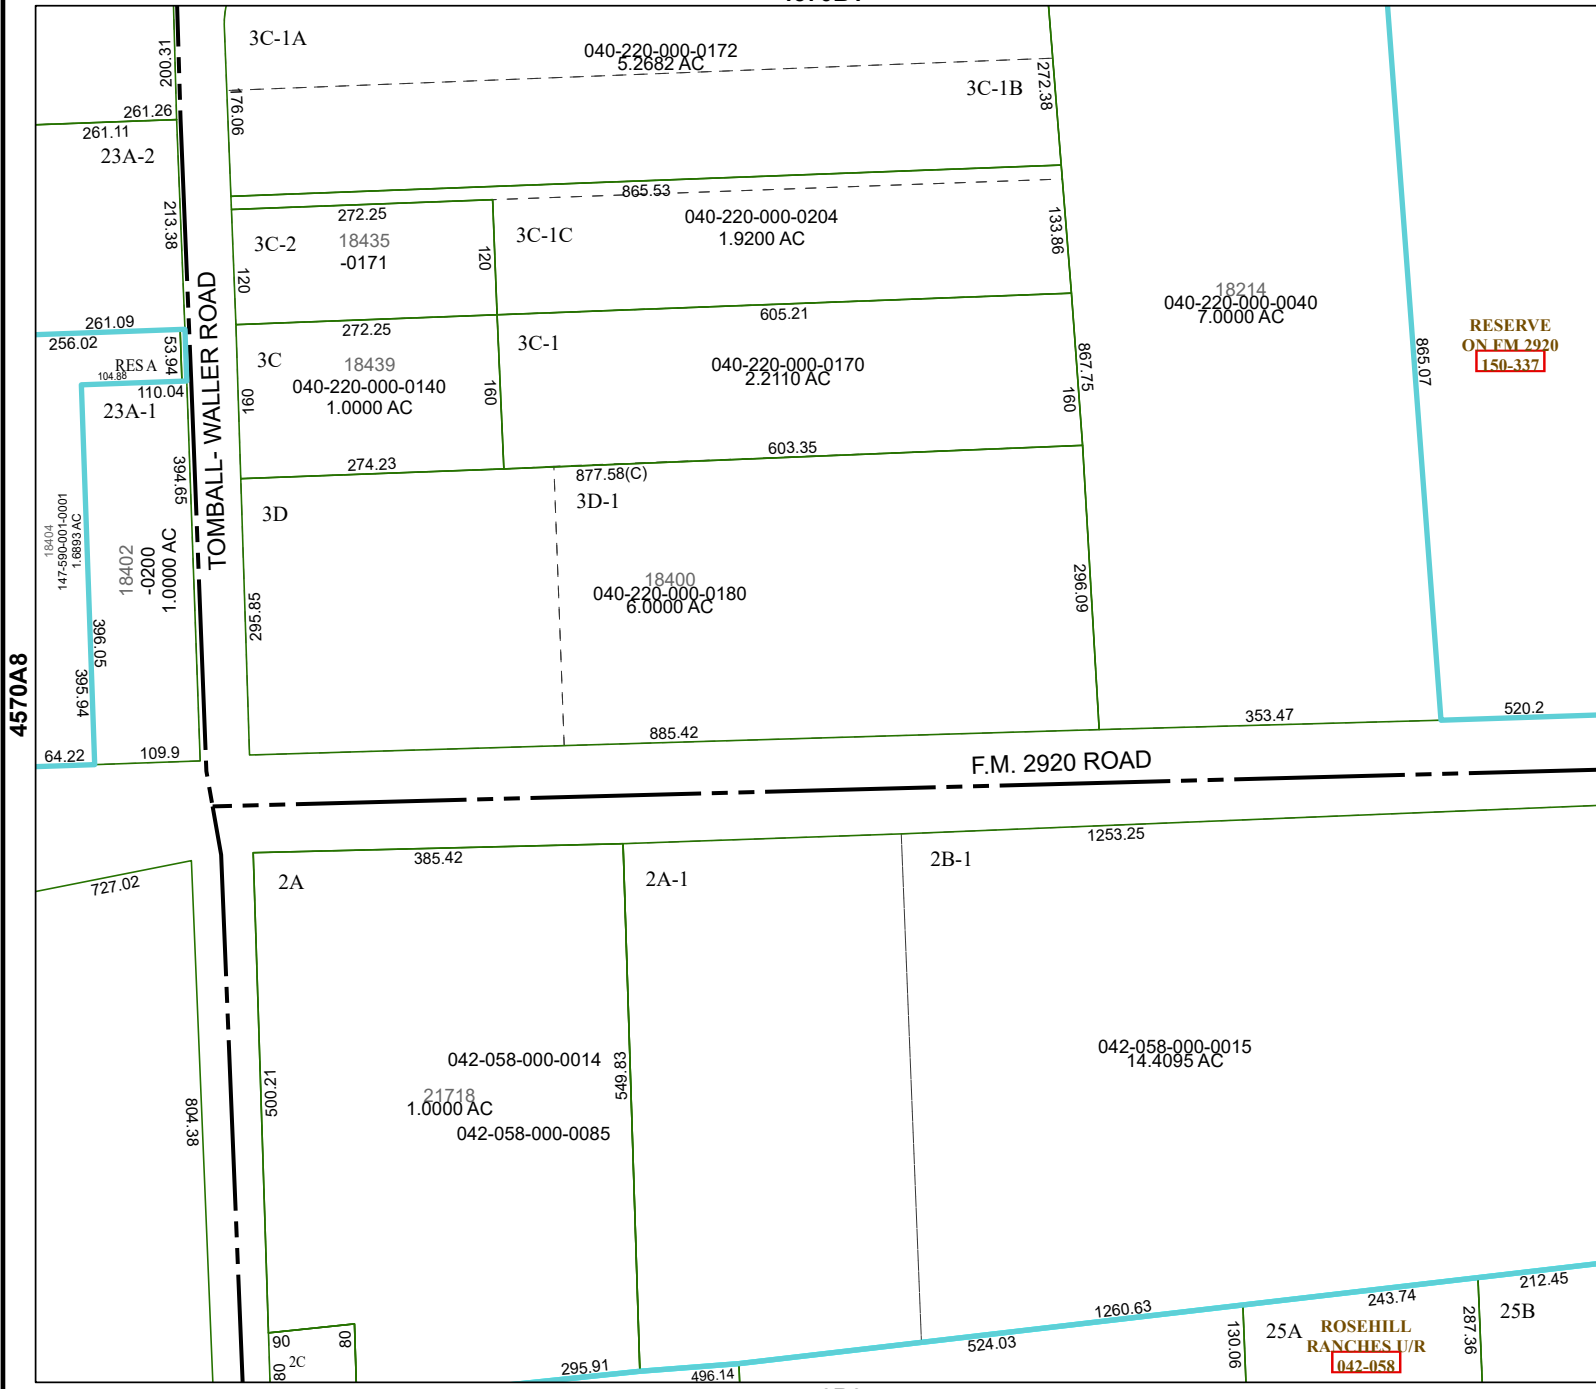 3C-1A
040-220-000-0172
5.2682 AC
200.31
272.38
3C-1B
176.06
261.26
261.11
23A-2
865.53
213.38
272.25
3C-2
18435
-0171
120
120
3C-1C
040-220-000-0204
1.9200 AC
133.86
18214
040-220-000-0040
7.0000 AC
TOMBALL- WALLER ROAD
261.09
256.02
53.94
RES A
104.88
110.04
23A-1
272.25
605.21
3C
18439
040-220-000-0140
1.0000 AC
160
160
3C-1
040-220-000-0170
2.2110 AC
867.75
160
865.07
RESERVE
ON FM 2920
150-337
394.65
274.23
603.35
877.58(C)
3D
3D-1
18404
147-590-001-0001
1.6893 AC
18402
-0200
1.0000 AC
396.05
395.94
295.85
18400
040-220-000-0180
6.0000 AC
296.09
4570A8
64.22
109.9
885.42
353.47
520.2
F.M. 2920 ROAD
727.02
385.42
1253.25
2A
2A-1
2B-1
804.38
500.21
042-058-000-0014
21718
1.0000 AC
042-058-000-0085
549.83
042-058-000-0015
14.4095 AC
90
80
2C
80
295.91
496.14
524.03
1260.63
130.06
243.74
212.45
25A
ROSEHILL
RANCHES U/R
042-058
287.36
25B